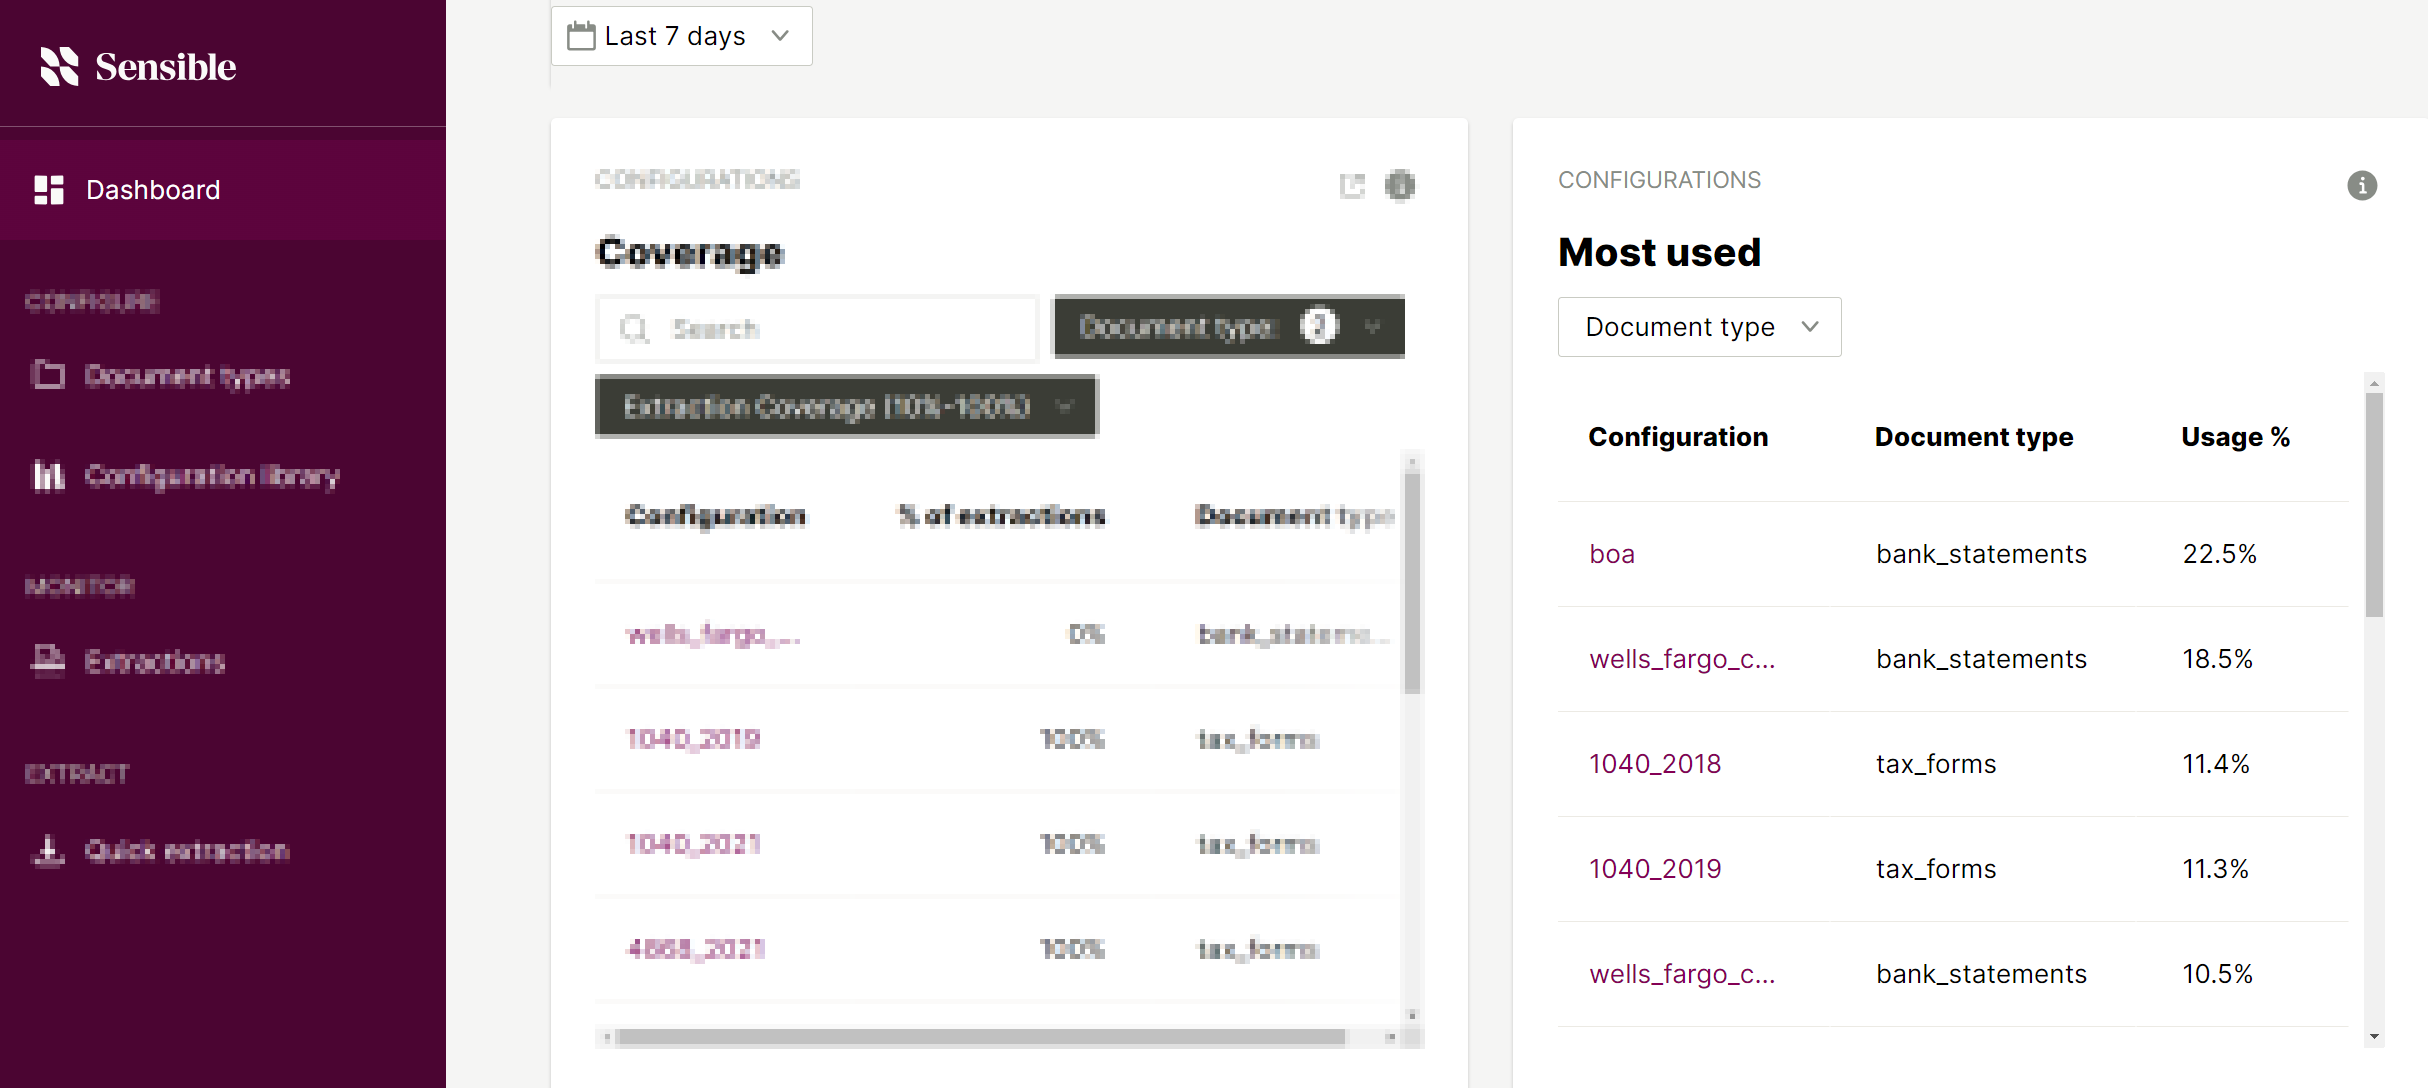 Sensible
Last 7 days
Dashboard
CONFIGURE
Document types
Configuration library
MONITOR
Extractions
EXTRACT
Quick extraction
CONFIGURATIONS
Coverage
Search
Document type: 2
Extraction Coverage (10%-100%)
Configuration % of extractions Document type
wells_fargo_... 0% bank_stateme...
1040_2019 100% tax_forms
1040_2021 100% tax_forms
4868_2021 100% tax_forms
CONFIGURATIONS
Most used
Document type
Configuration Document type Usage %
boa bank_statements 22.5%
wells_fargo_c... bank_statements 18.5%
1040_2018 tax_forms 11.4%
1040_2019 tax_forms 11.3%
wells_fargo_c... bank_statements 10.5%